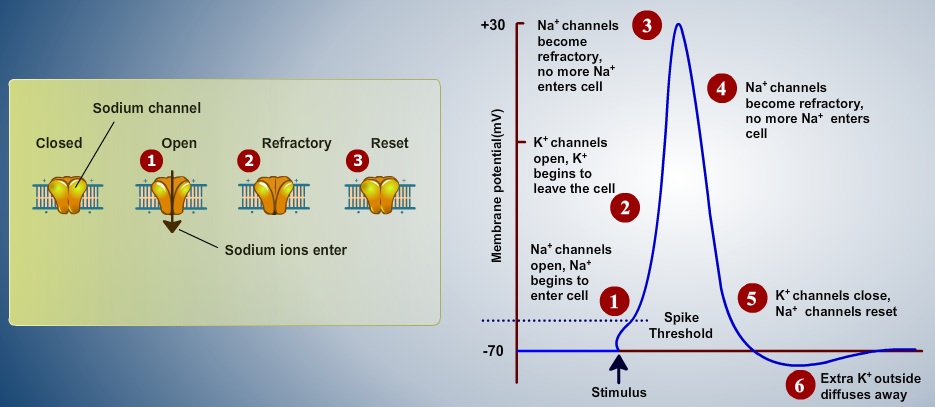 Sodium channel
Closed
Open
Refractory
Reset
1
2
3
Sodium ions enter
+30
Membrane potential(mV)
-70
Na⁺ channels
become
refractory,
no more Na⁺
enters cell
3
4
Na⁺ channels
become refractory,
no more Na⁺ enters
cell
K⁺ channels
open, K⁺
begins to
leave the cell
2
Na⁺ channels
open, Na⁺
begins to
enter cell
1
Spike
Threshold
5
K⁺ channels close,
Na⁺ channels reset
Stimulus
6
Extra K⁺ outside
diffuses away